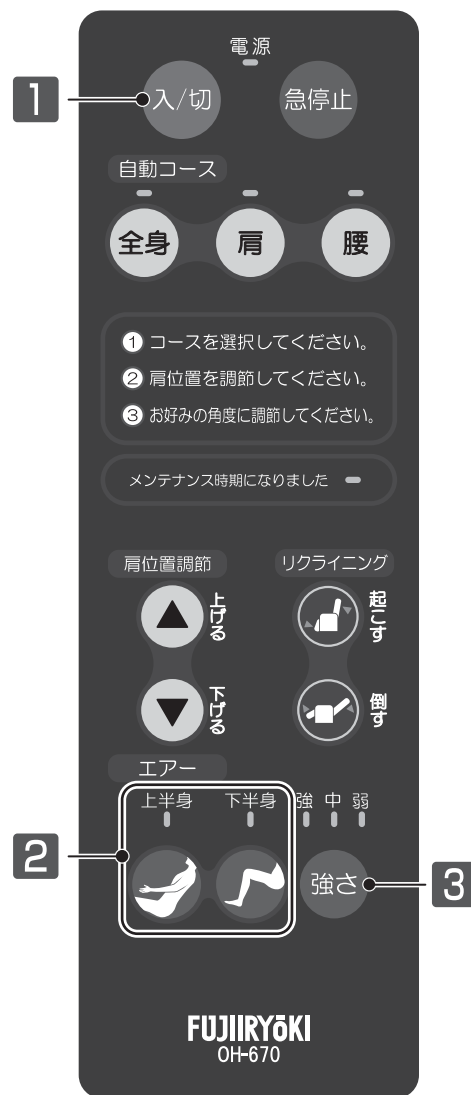 電源
1
入/切
急停止
自動コース
全身
肩
腰
① コースを選択してください。
② 肩位置を調節してください。
③ お好みの角度に調節してください。
メンテナンス時期になりました
肩位置調節
リクライニング
上げる
起こす
下げる
倒す
エアー
上半身
下半身
強 中 弱
2
強さ
3
FUJIIRYōKI
OH-670